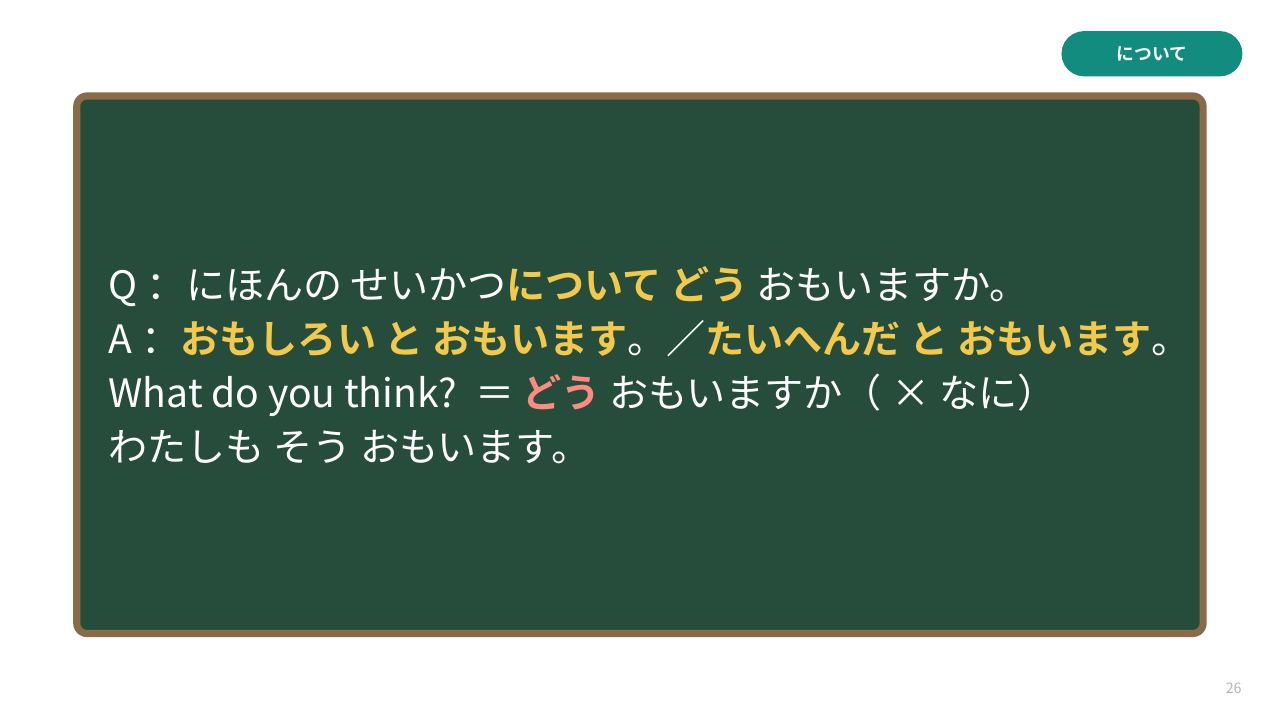 について
Q： にほんの せいかつについて どう おもいますか。
A： おもしろい と おもいます。／たいへんだ と おもいます。
What do you think? ＝ どう おもいますか（ × なに）
わたしも そう おもいます。
26